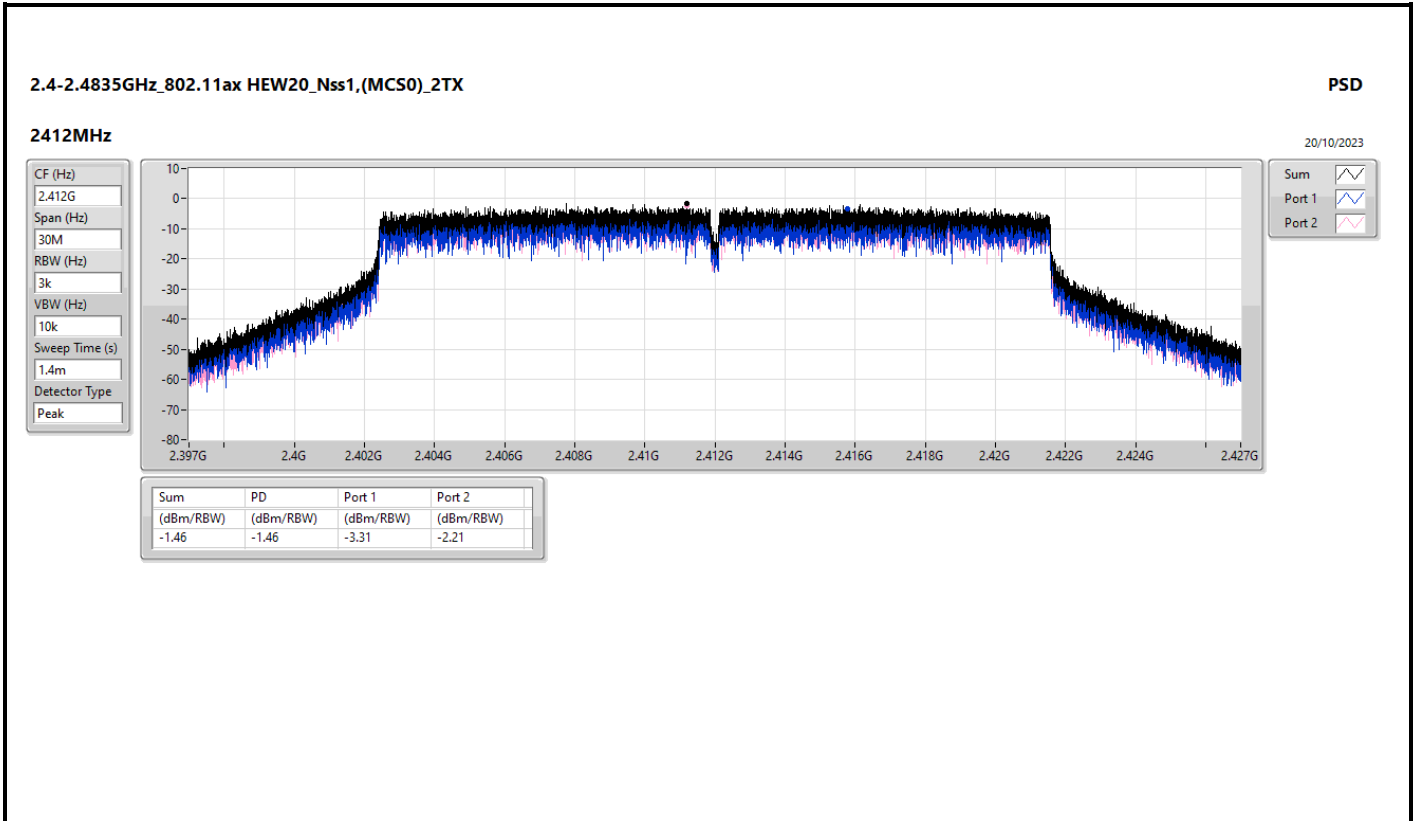 2.4-2.4835GHz_802.11ax HEW20_Nss1,(MCS0)_2TX
PSD
2412MHz
20/10/2023
CF (Hz)
2.412G
Span (Hz)
30M
RBW (Hz)
3k
VBW (Hz)
10k
Sweep Time (s)
1.4m
Detector Type
Peak
10
0
-10
-20
-30
-40
-50
-60
-70
-80
2.397G 2.4G 2.402G 2.404G 2.406G 2.408G 2.41G 2.412G 2.414G 2.416G 2.418G 2.42G 2.422G 2.424G 2.427G
Sum
Port 1
Port 2
Sum PD Port 1 Port 2
(dBm/RBW) (dBm/RBW) (dBm/RBW) (dBm/RBW)
-1.46 -1.46 -3.31 -2.21